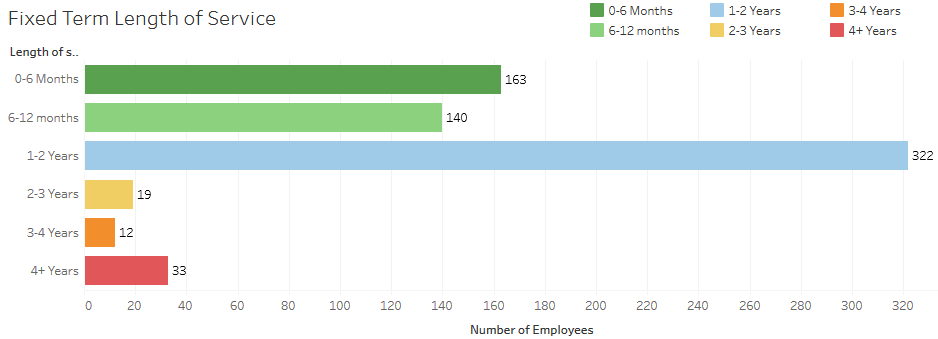 Fixed Term Length of Service
0-6 Months 1-2 Years 3-4 Years
6-12 months 2-3 Years 4+ Years
Length of s..
0-6 Months 163
6-12 months 140
1-2 Years 322
2-3 Years 19
3-4 Years 12
4+ Years 33
0 20 40 60 80 100 120 140 160 180 200 220 240 260 280 300 320
Number of Employees